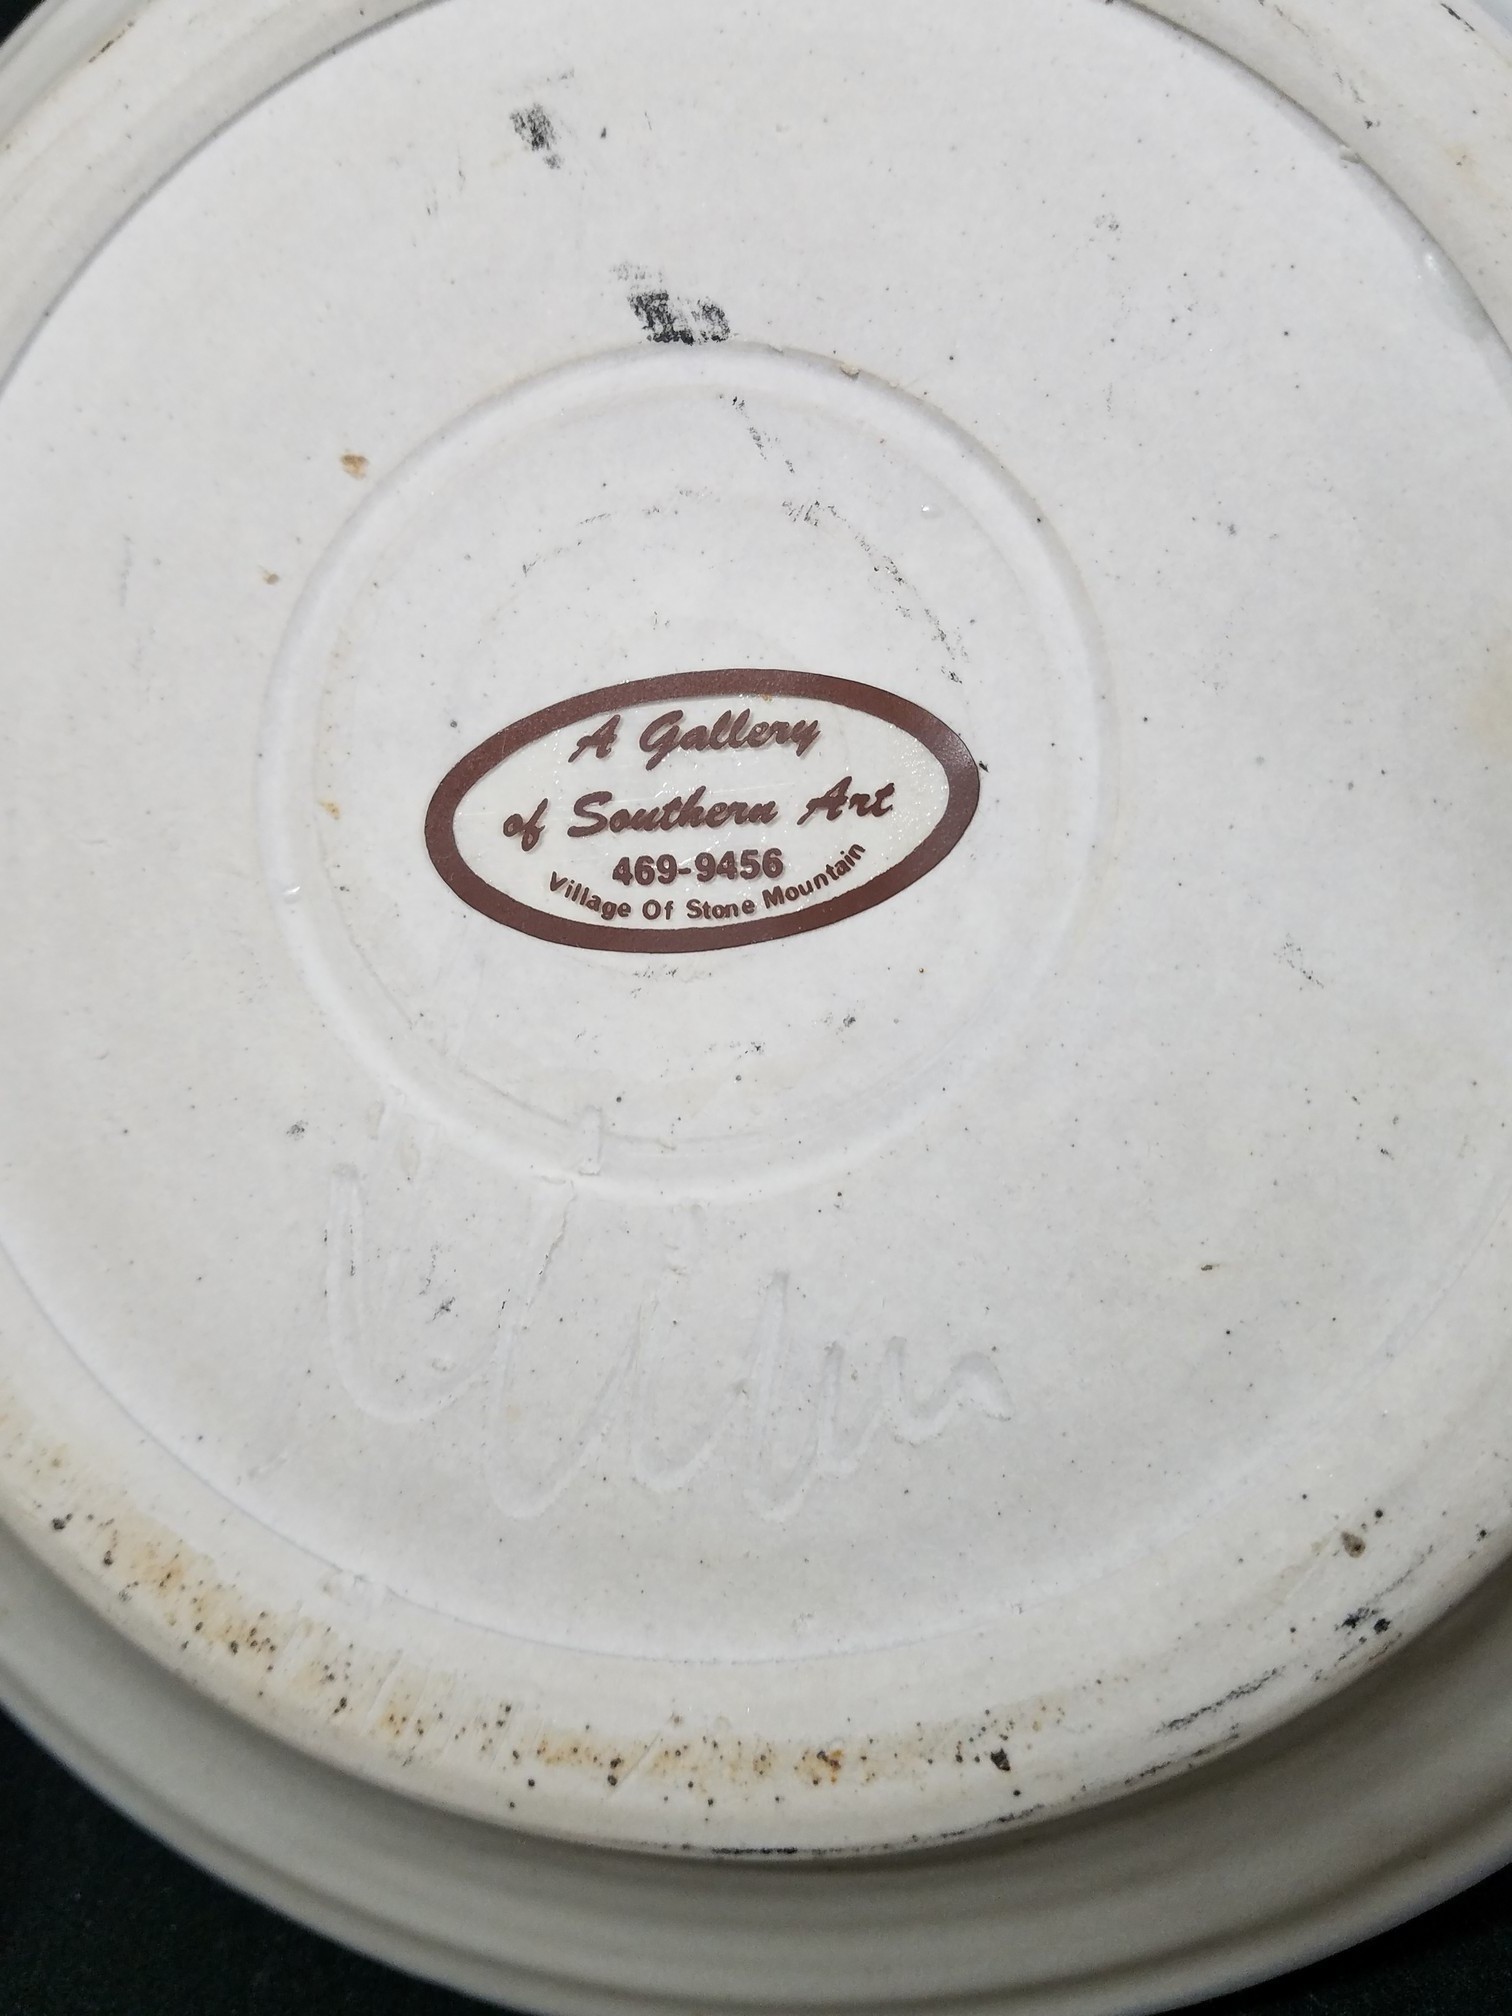 A Gallery
of Southern Art
469-9456
Village Of Stone Mountain